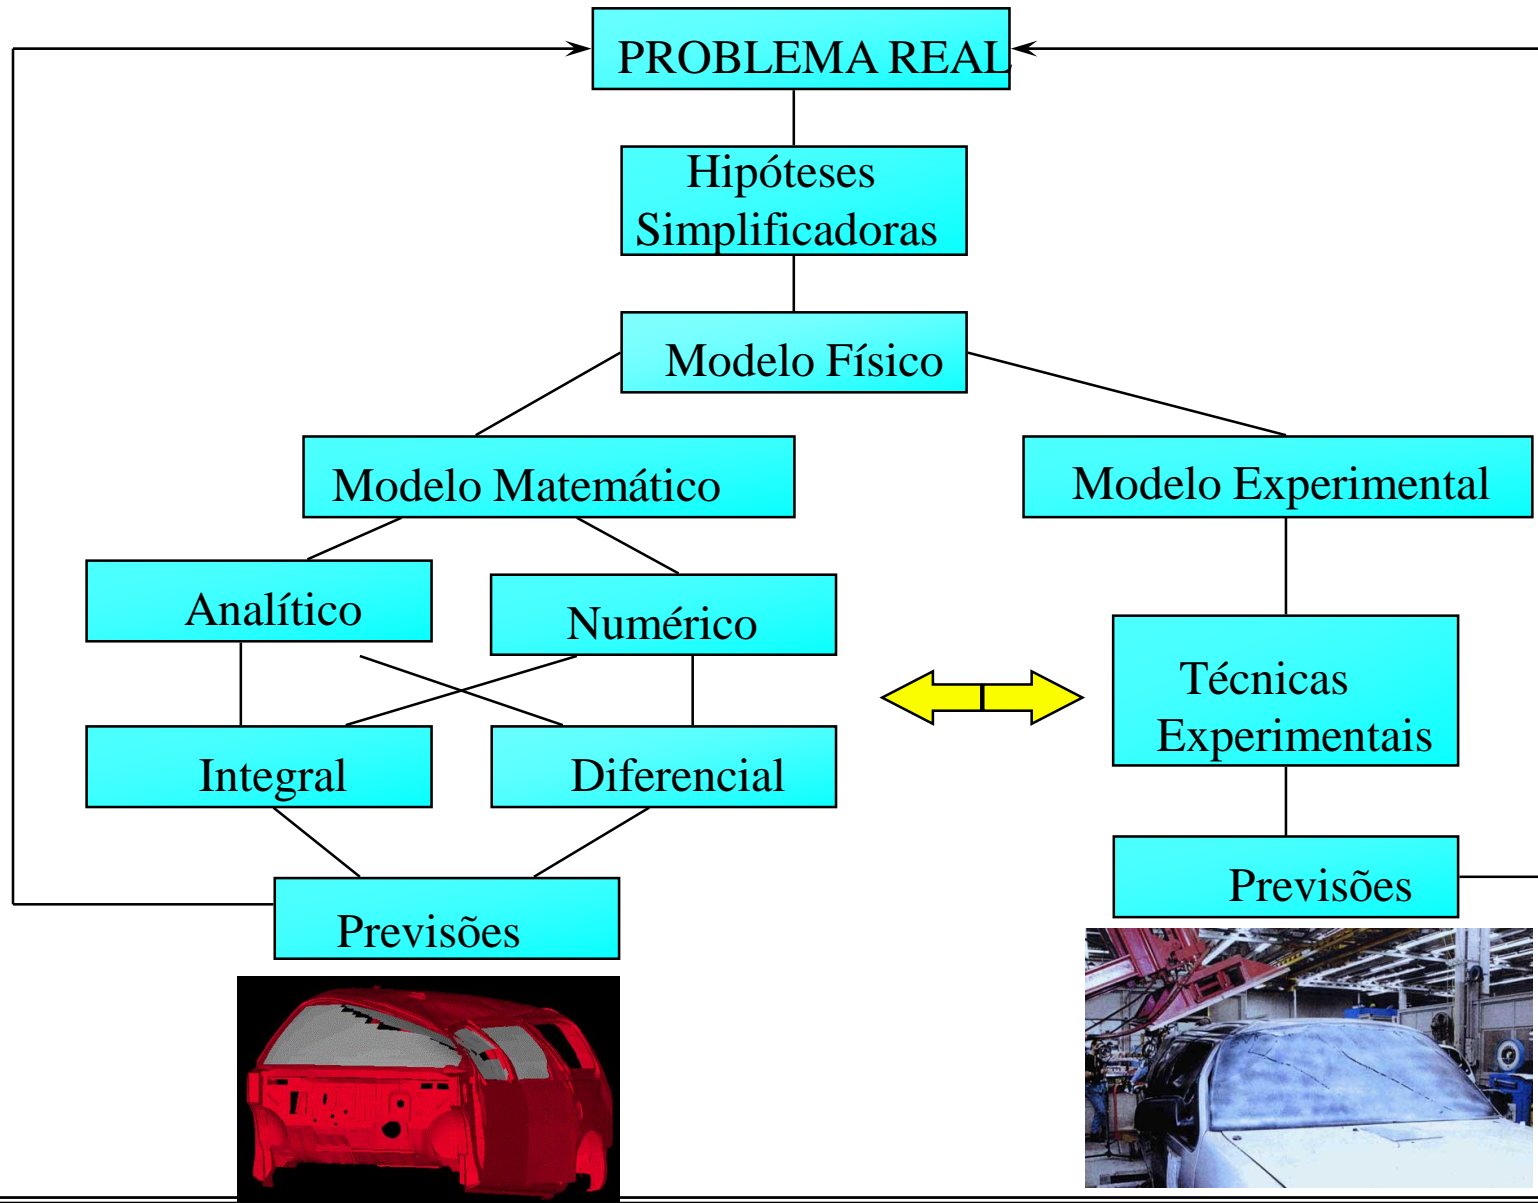 PROBLEMA REAL
Hipóteses
Simplificadoras
Modelo Físico
Modelo Matemático
Modelo Experimental
Analítico
Numérico
Técnicas
Experimentais
Integral
Diferencial
Previsões
Previsões